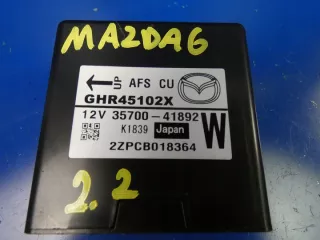 MAZDA6
←UP AFS CU
GHR45102X
12V 35700-41892
K1839 Japan W
2ZPCB018364
2.2